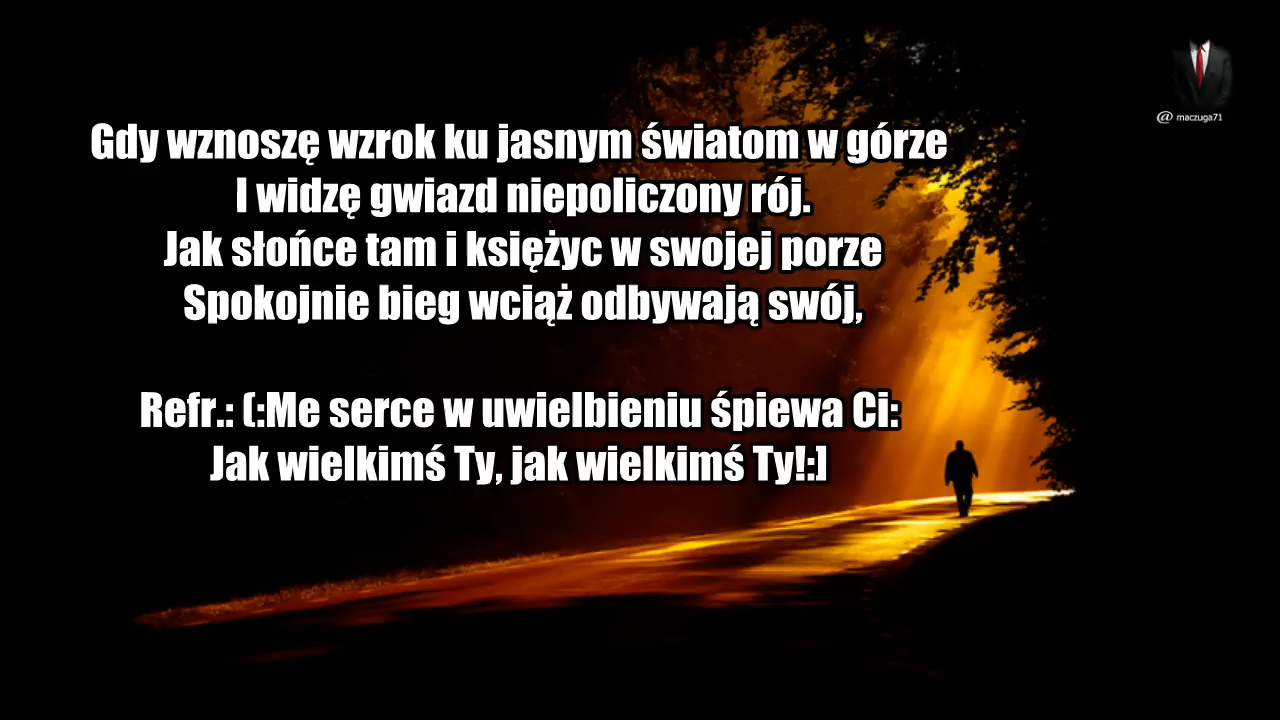 @ maczuga71
Gdy wznoszę wzrok ku jasnym światom w górze
I widzę gwiazd niepoliczony rój.
Jak słońce tam i księżyc w swojej porze
Spokojnie bieg wciąż odbywają swój,
Refr.: (:Me serce w uwielbieniu śpiewa Ci:
Jak wielkimś Ty, jak wielkimś Ty!:]